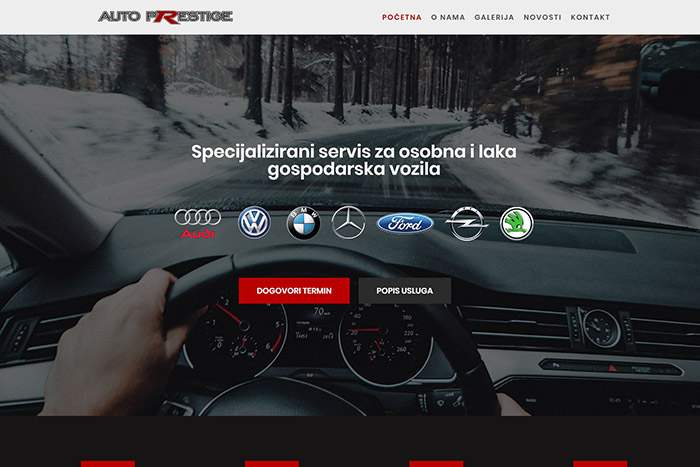 AUTO PRESTIGE
POČETNA O NAMA GALERIJA NOVOSTI KONTAKT
Specijalizirani servis za osobna i laka
gospodarska vozila
Audi
BMW
Ford
DOGOVORI TERMIN POPIS USLUGA